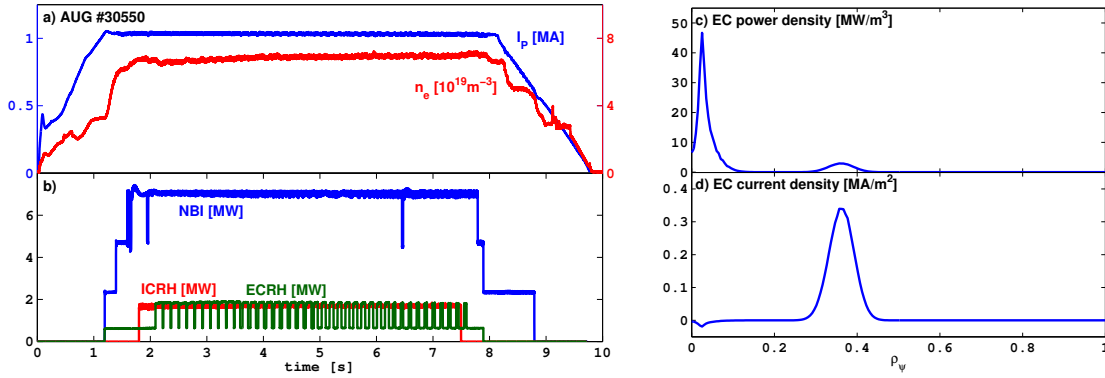 a) AUG #30550
I_P [MA]
n_e [10^19 m^−3]
1
0.5
0
8
4
0
b)
NBI [MW]
ICRH [MW]
ECRH [MW]
6
4
2
0
0 1 2 3 4 5 6 7 8 9 10
time [s]
c) EC power density [MW/m^3]
50
40
30
20
10
0
d) EC current density [MA/m^2]
0.4
0.3
0.2
0.1
0
0 0.2 0.4 0.6 0.8 1
ρ_ψ